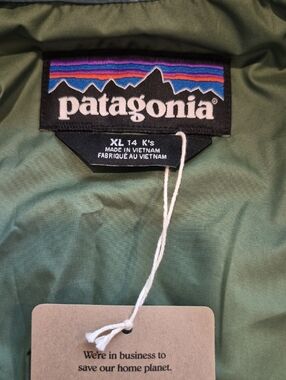 patagonia®
XL 14 K's
MADE IN VIETNAM
FABRIQUÉ AU VIETNAM
We're in business to
save our home planet.